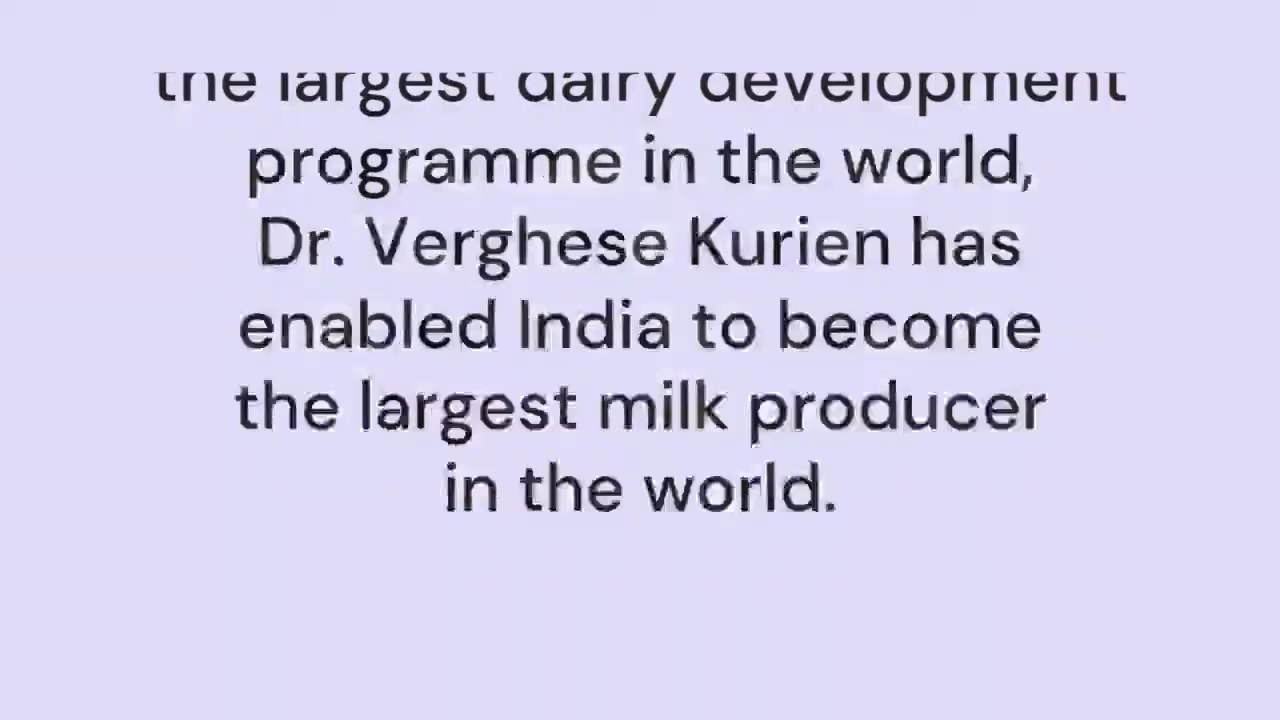 the largest dairy development
programme in the world,
Dr. Verghese Kurien has
enabled India to become
the largest milk producer
in the world.